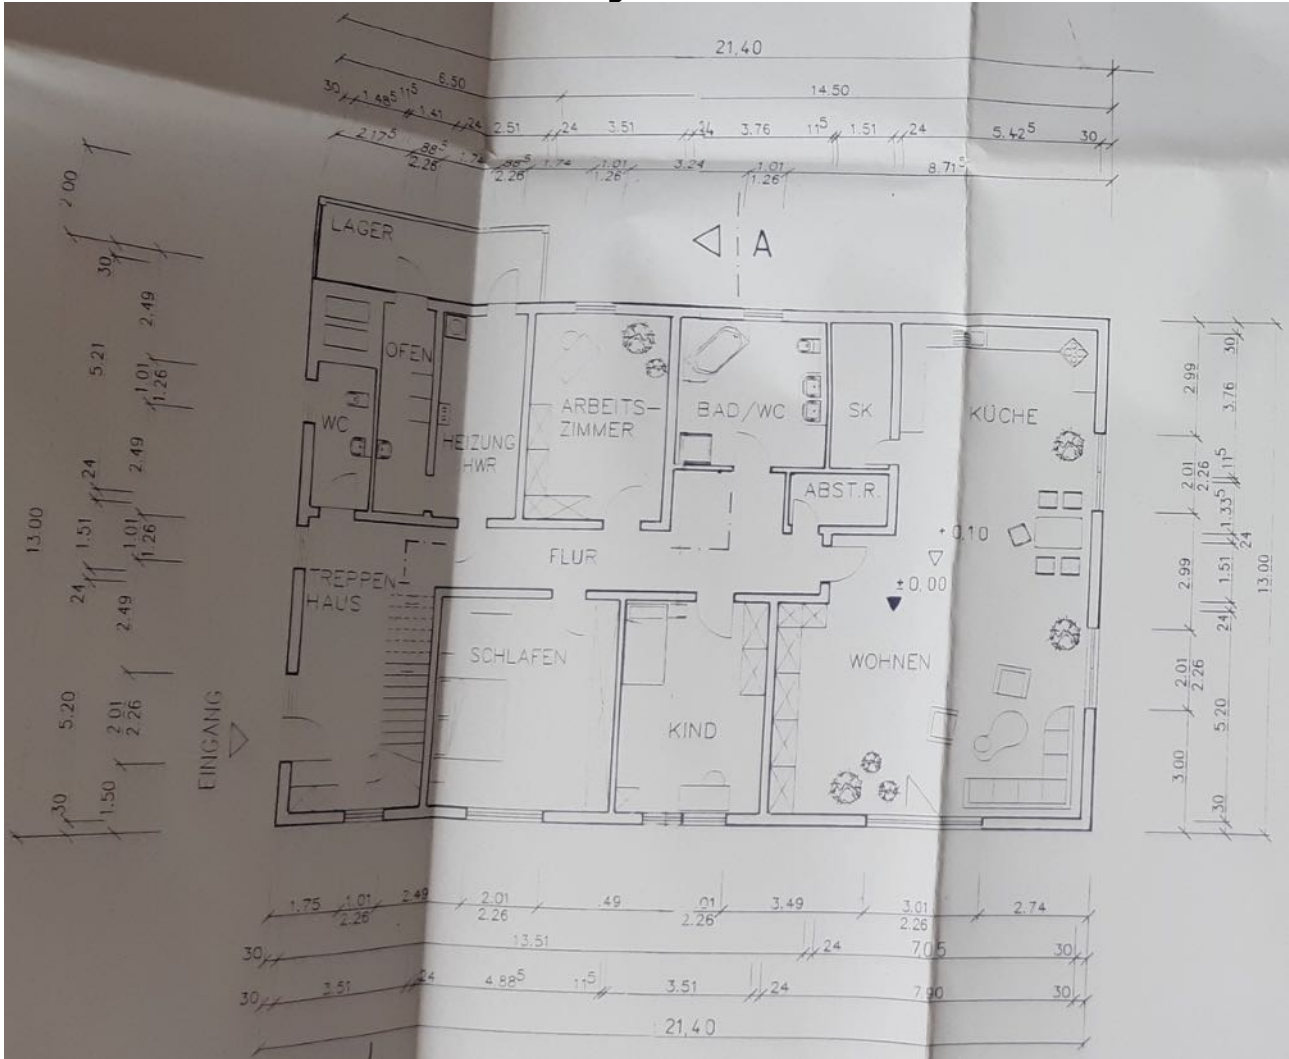 21,40
6.50
14.50
30 1.48⁵ 11⁵ 1.41 24 2.51 24 3.51 24 3.76 11⁵ 1.51 24 5.42⁵ 30
2.17⁵ .88⁵ 1.74 .88⁵ 1.74 1.01 3.24 1.01 8.71⁵
2.26 2.26 1.26 1.26
LAGER
A
OFEN
WC
HEIZUNG
HWR
ARBEITS-
ZIMMER
BAD/WC
SK
KÜCHE
ABST.R.
+0,10
±0,00
FLUR
TREPPEN-
HAUS
SCHLAFEN
KIND
WOHNEN
EINGANG
13.00
30 5.20 24 1.51 24 5.21 30
1.50 2.01 2.49 1.01 2.49 1.01 2.49
2.26 1.26 1.26
3.00 2.01 2.99 2.01 2.99
2.26 2.26
30 5.20 24 1.51 24 1.33⁵ 11⁵ 3.76 30
13.00
1.75 1.01 2.49 2.01 .49 .01 3.49 3.01 2.74
2.26 2.26 2.26 2.26
30 13.51 24 7.05 30
30 3.51 24 4.88⁵ 11⁵ 3.51 24 7.90 30
21,40